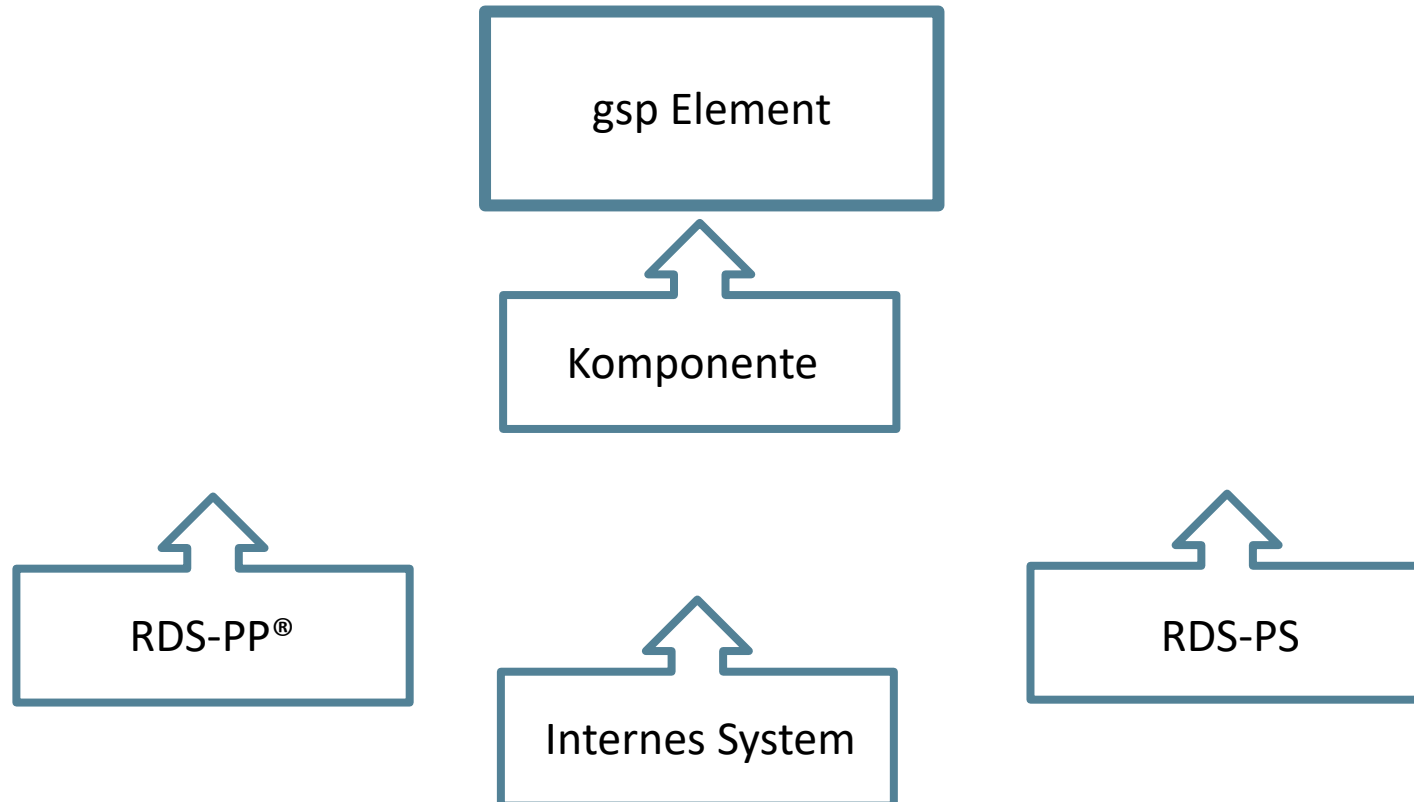 gsp Element
Komponente
RDS-PP®
RDS-PS
Internes System